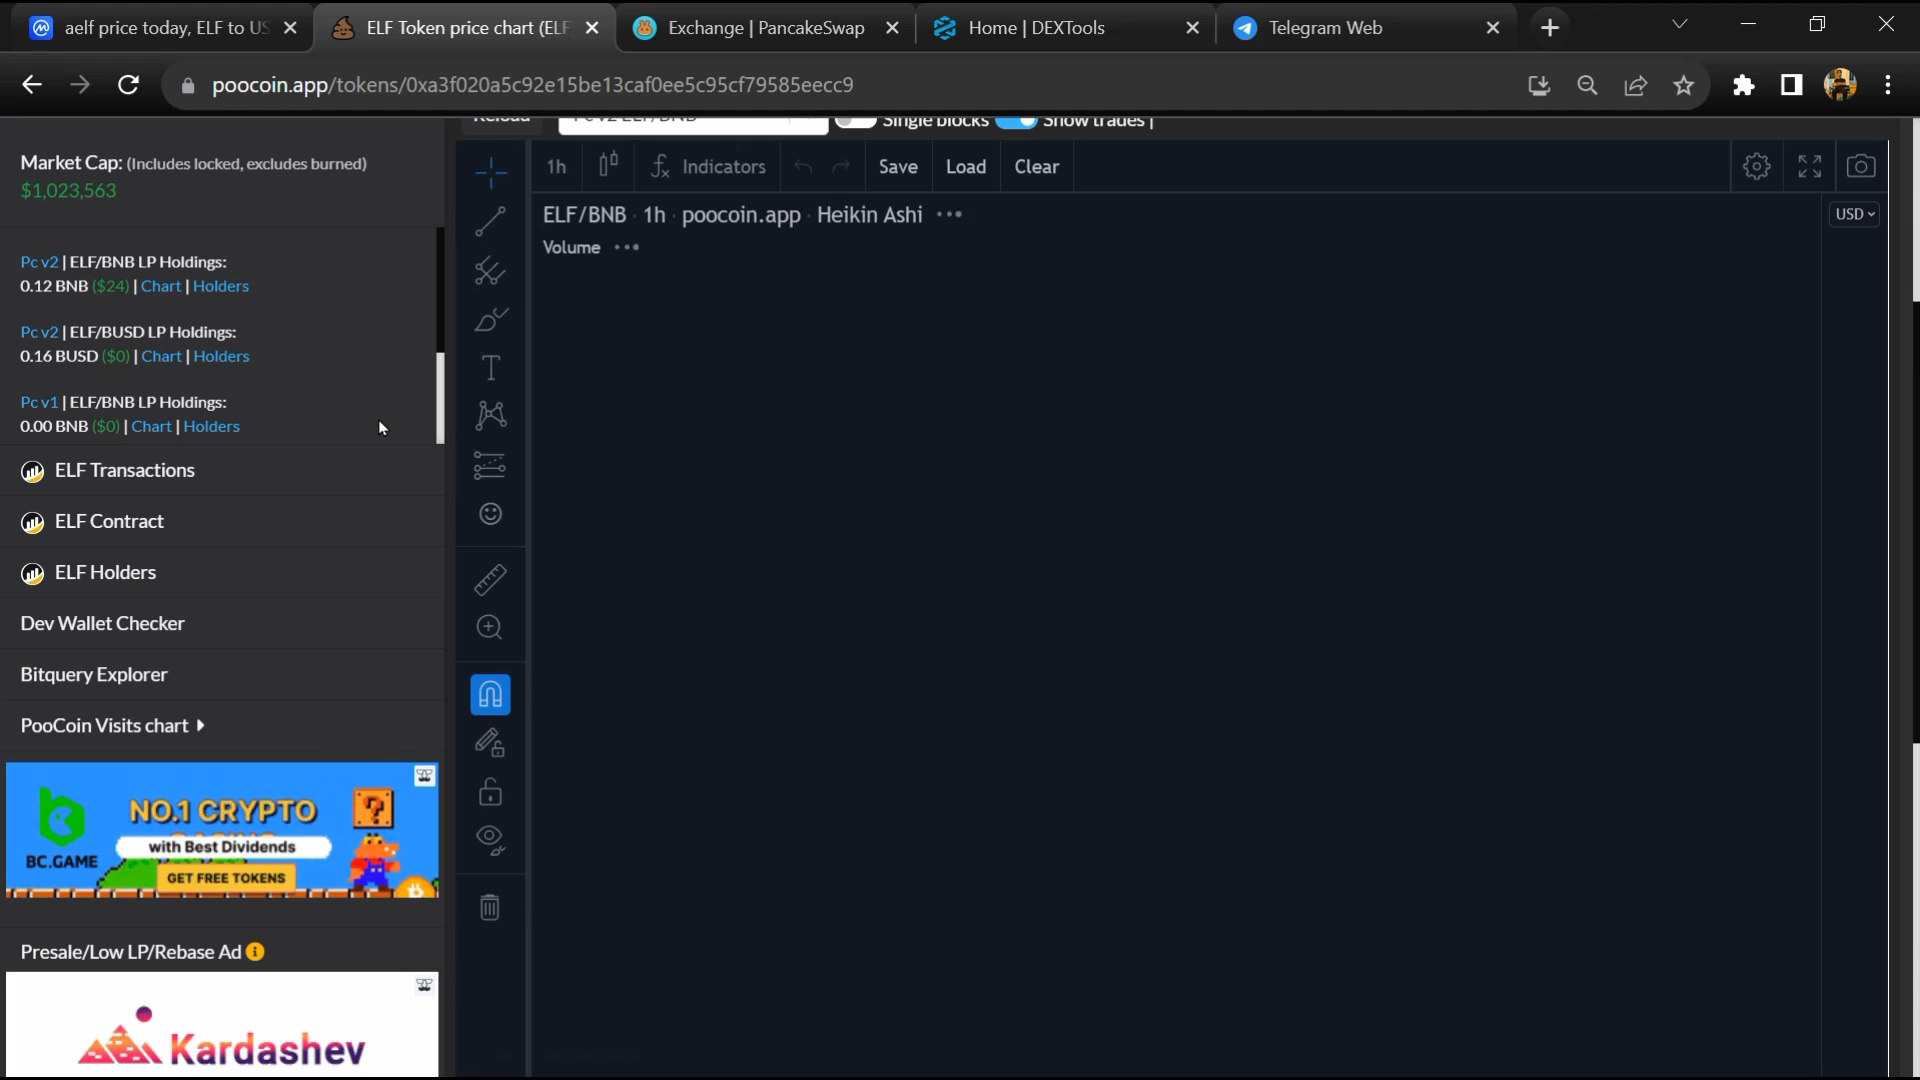 aelf price today, ELF to US
ELF Token price chart (ELF
Exchange | PancakeSwap
Home | DEXTools
Telegram Web
poocoin.app/tokens/0xa3f020a5c92e15be13caf0ee5c95cf79585eecc9
Reload
Pc v2 ELF/BNB
Single blocks
Show trades |
Market Cap: (Includes locked, excludes burned)
$1,023,563
Pc v2 | ELF/BNB LP Holdings:
0.12 BNB ($24) | Chart | Holders
Pc v2 | ELF/BUSD LP Holdings:
0.16 BUSD ($0) | Chart | Holders
Pc v1 | ELF/BNB LP Holdings:
0.00 BNB ($0) | Chart | Holders
ELF Transactions
ELF Contract
ELF Holders
Dev Wallet Checker
Bitquery Explorer
PooCoin Visits chart
BC.GAME
NO.1 CRYPTO
with Best Dividends
GET FREE TOKENS
Presale/Low LP/Rebase Ad
Kardashev
1h
Indicators
Save
Load
Clear
ELF/BNB · 1h · poocoin.app · Heikin Ashi
Volume
USD